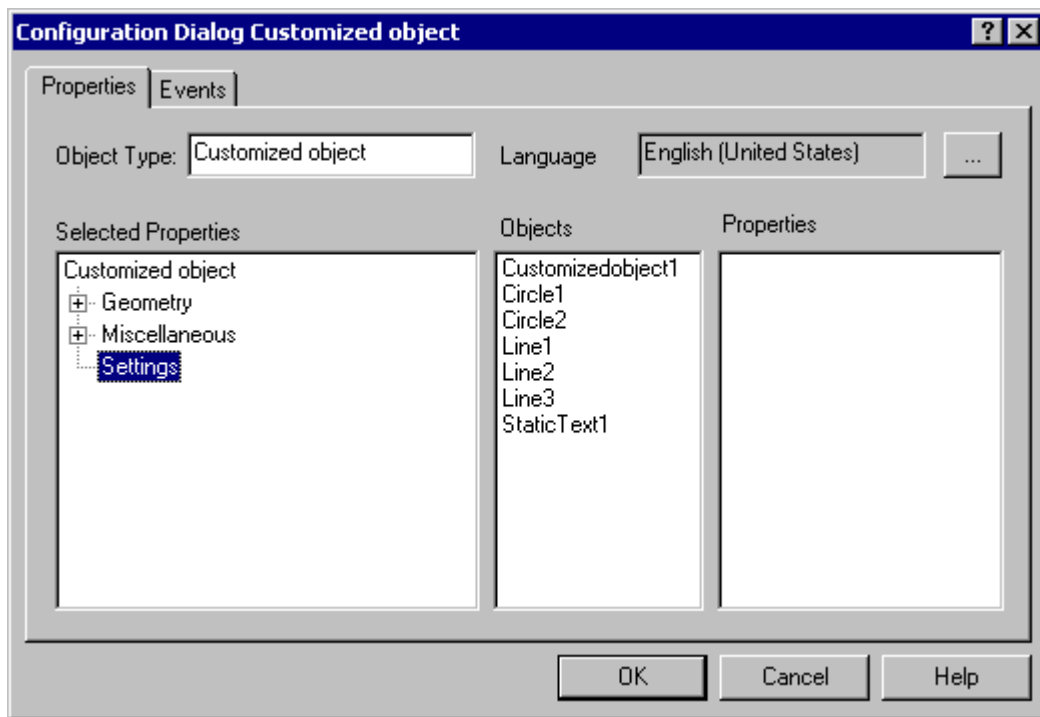 Configuration Dialog Customized object
Properties
Events
Object Type:
Customized object
Language
English (United States)
...
Selected Properties
Customized object
Geometry
Miscellaneous
Settings
Objects
Customizedobject1
Circle1
Circle2
Line1
Line2
Line3
StaticText1
Properties
OK
Cancel
Help